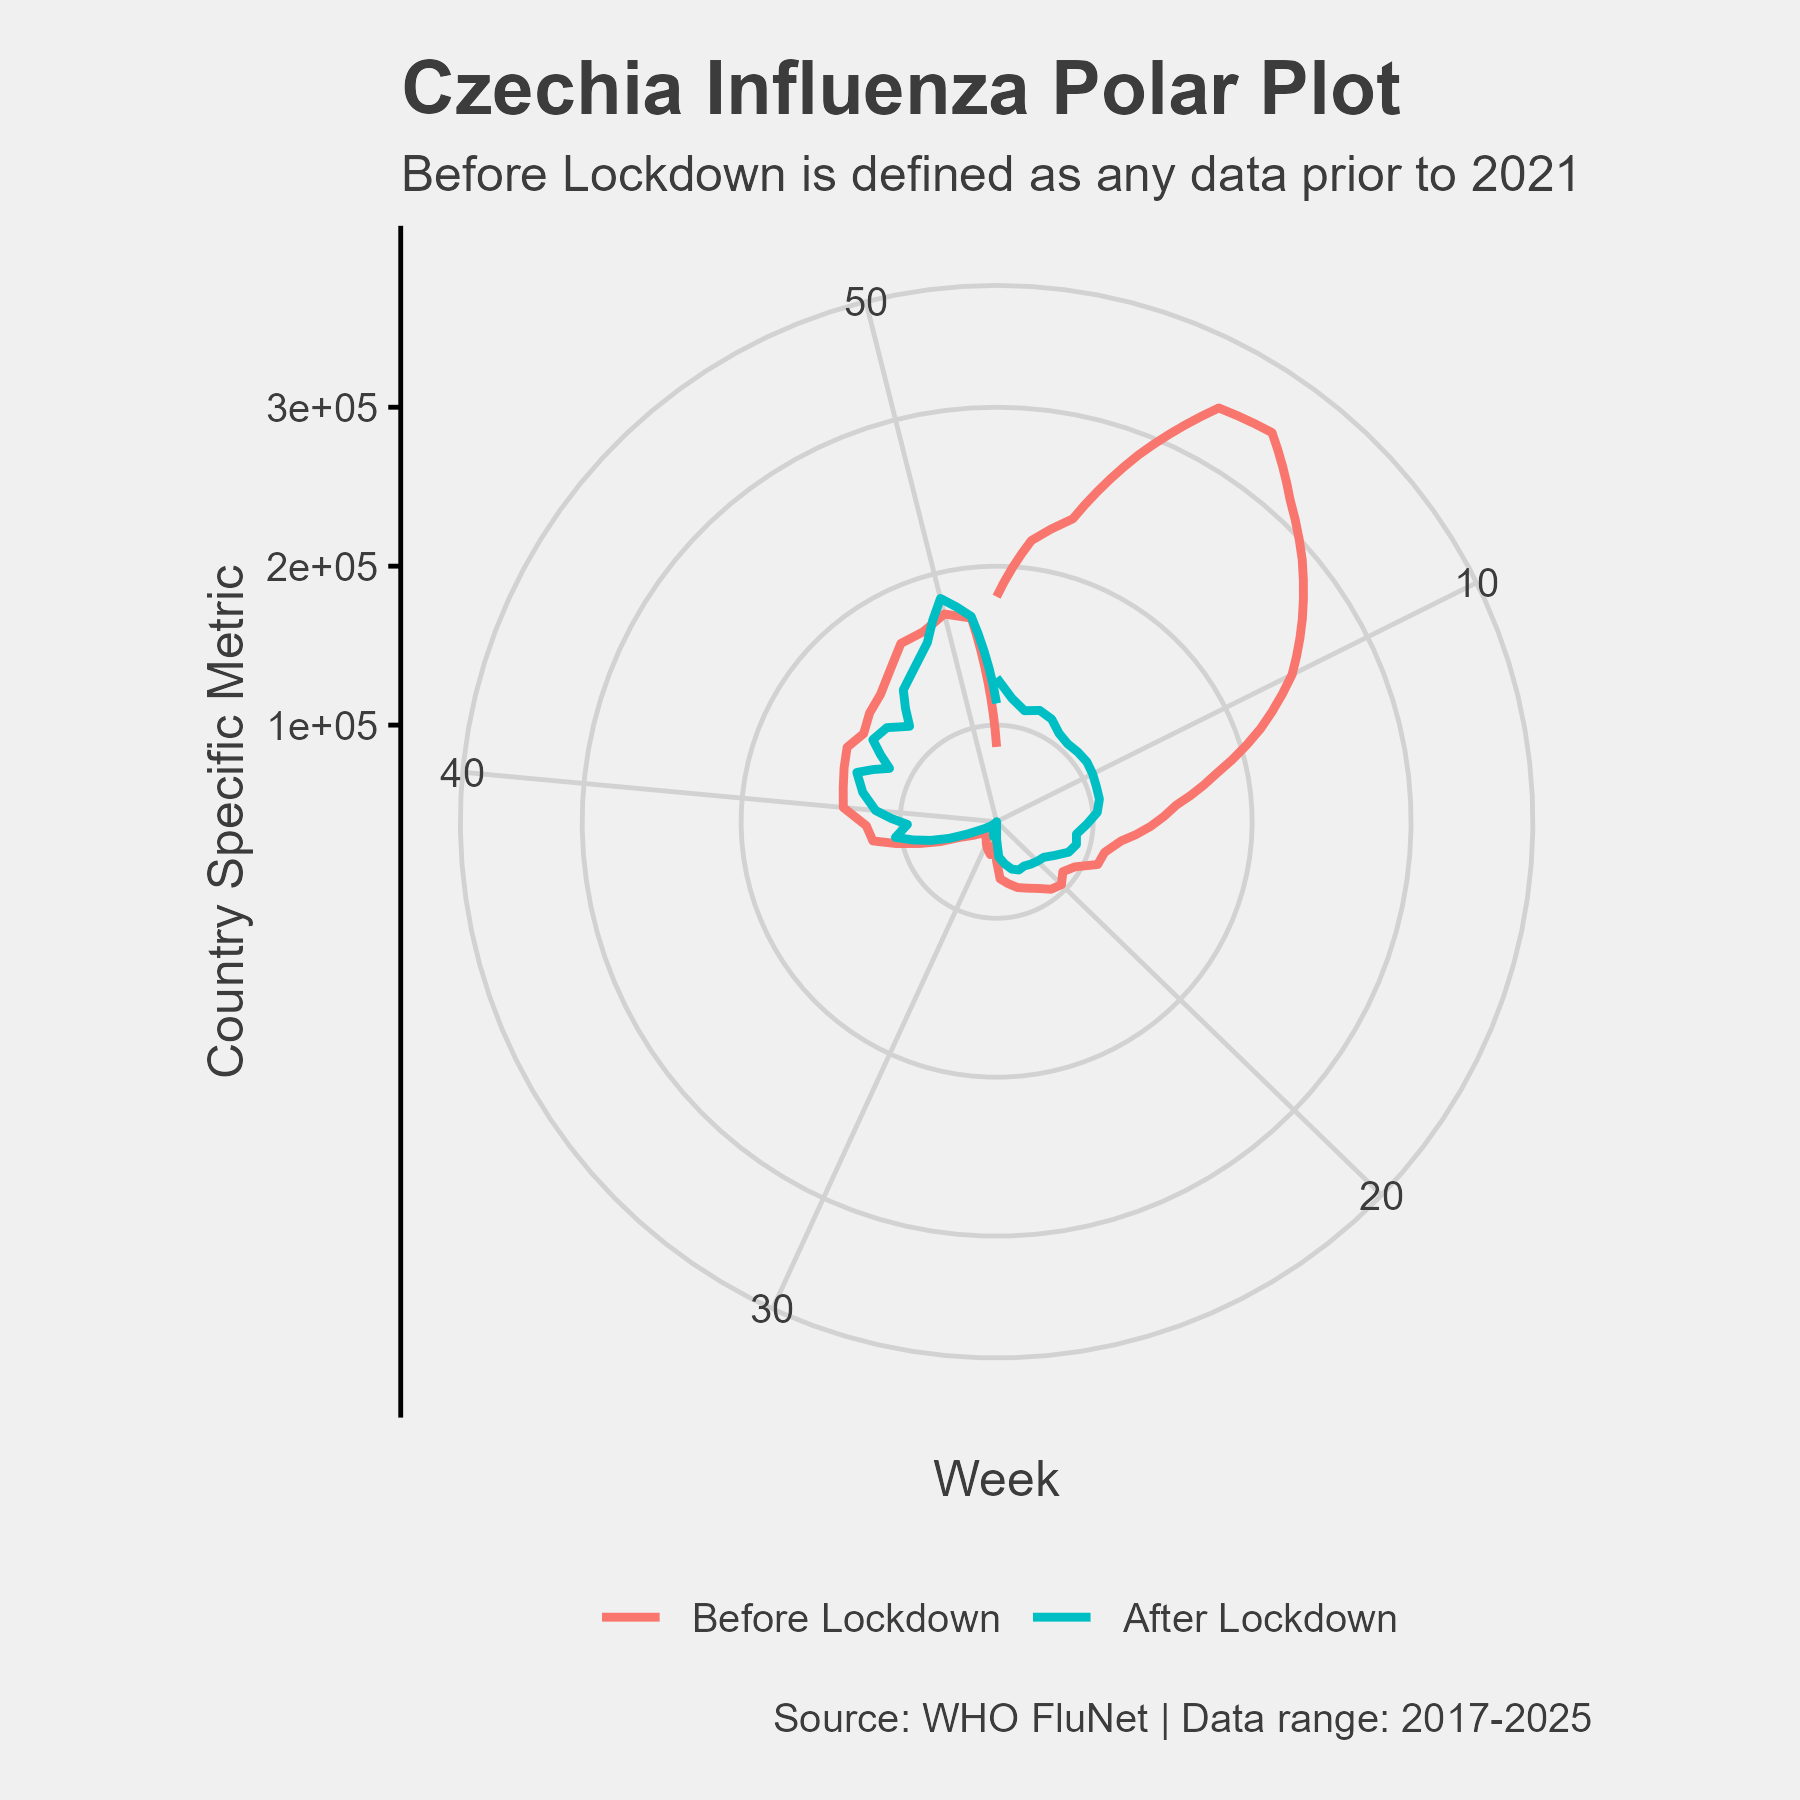 Czechia Influenza Polar Plot
Before Lockdown is defined as any data prior to 2021
50
3e+05
10
2e+05
1e+05
40
20
30
Country Specific Metric
Week
Before Lockdown After Lockdown
Source: WHO FluNet | Data range: 2017-2025